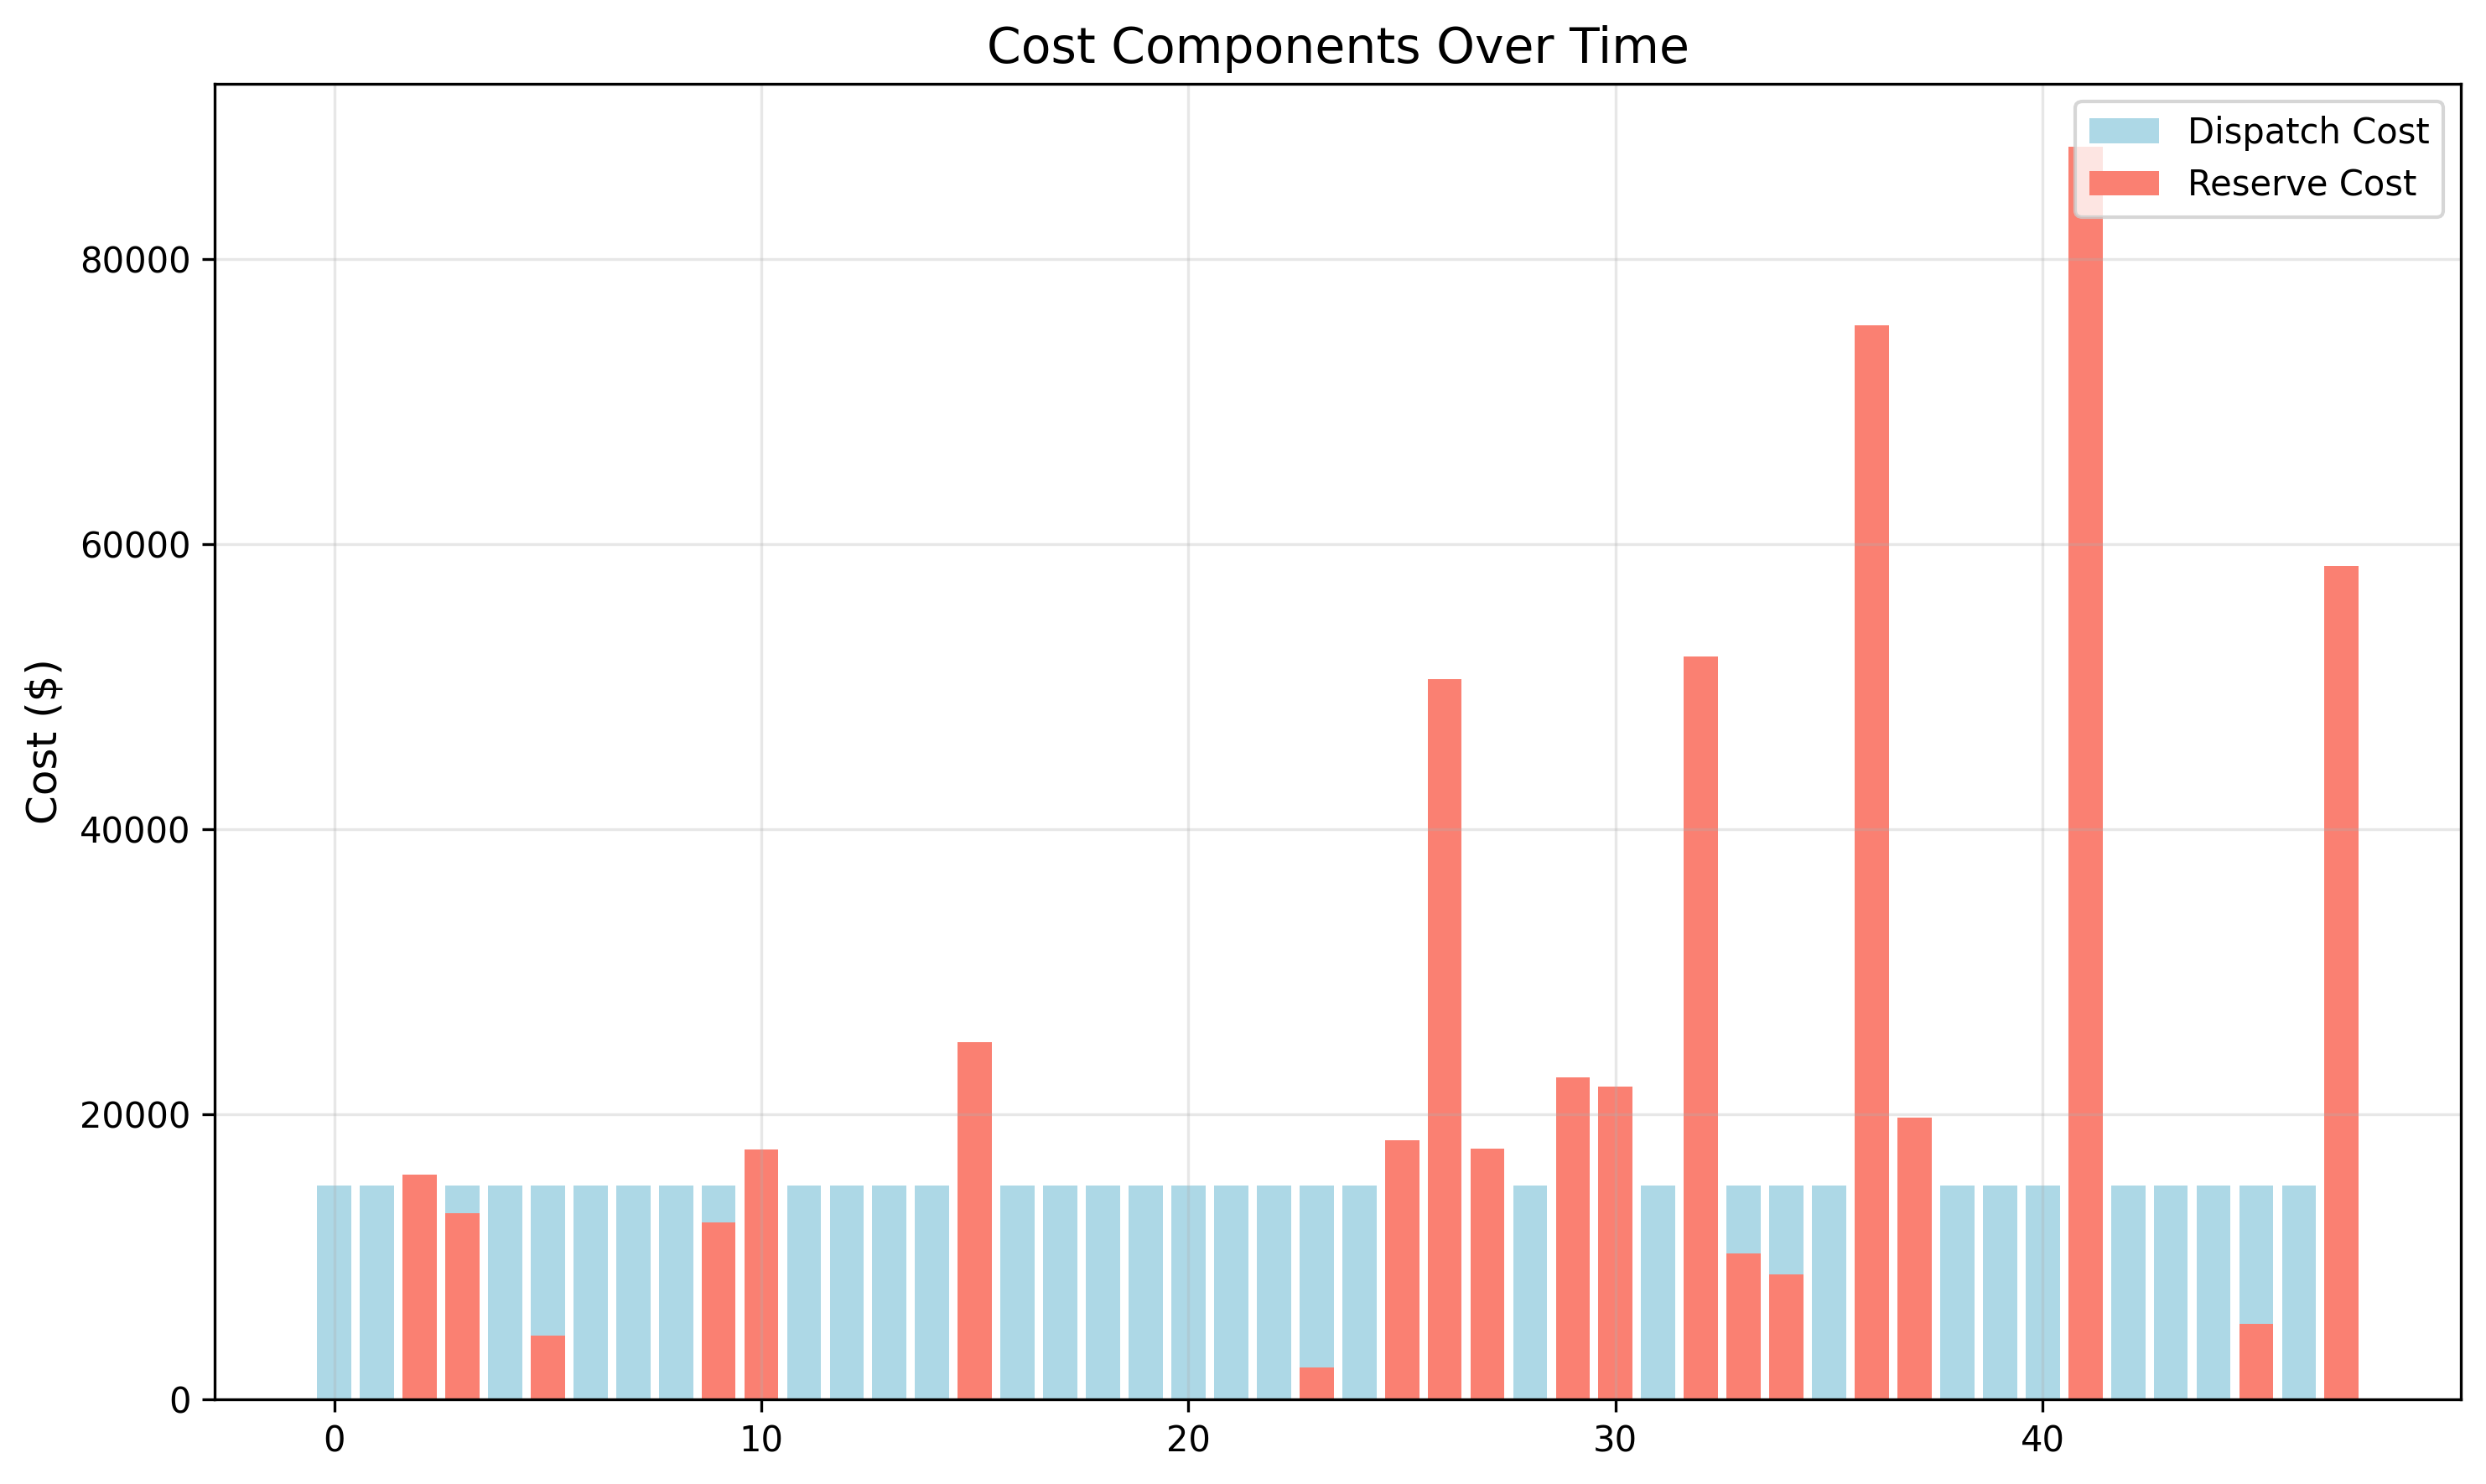 Cost Components Over Time
Dispatch Cost
Reserve Cost
Cost ($)
80000
60000
40000
20000
0
0 10 20 30 40